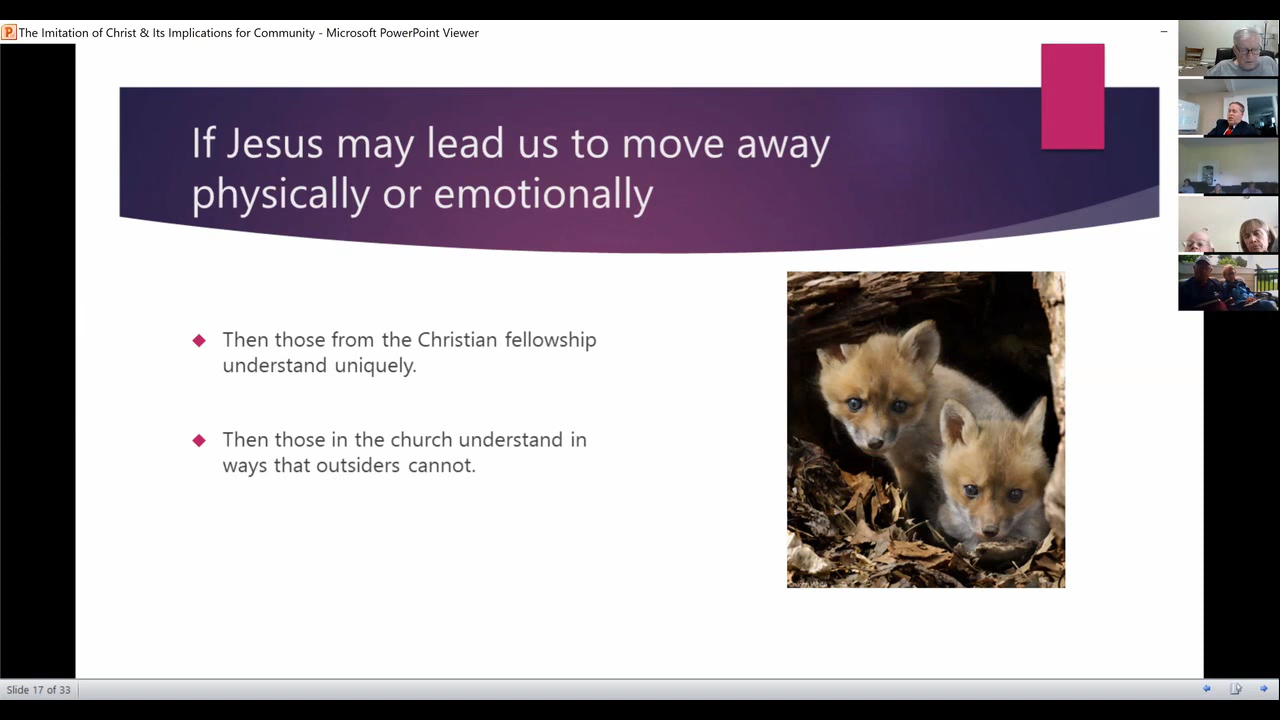 The Imitation of Christ & Its Implications for Community - Microsoft PowerPoint Viewer
If Jesus may lead us to move away
physically or emotionally
Then those from the Christian fellowship
understand uniquely.
Then those in the church understand in
ways that outsiders cannot.
Slide 17 of 33